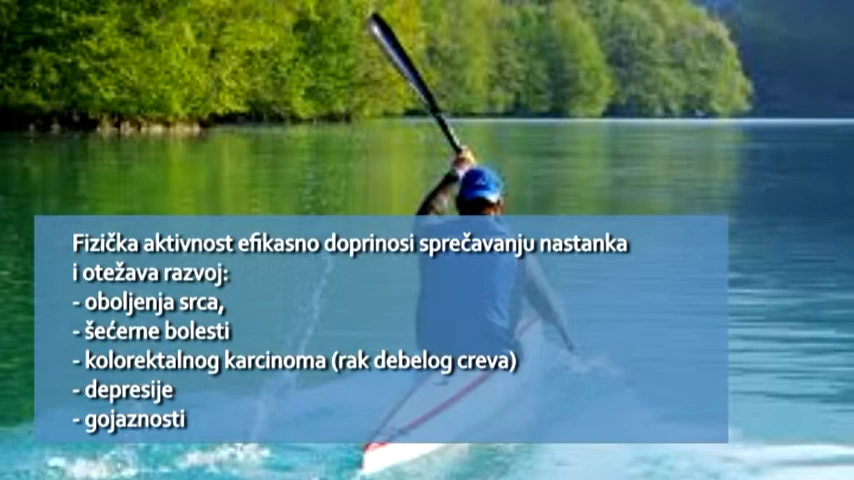 Fizička aktivnost efikasno doprinosi sprečavanju nastanka
i otežava razvoj:
- oboljenja srca,
- šećerne bolesti
- kolorektalnog karcinoma (rak debelog creva)
- depresije
- gojaznosti